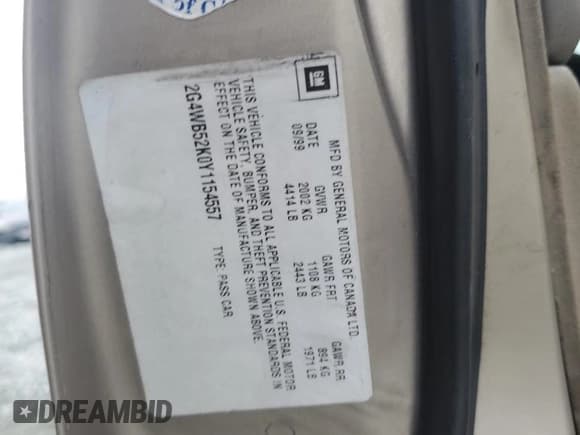 GM
MFD BY GENERAL MOTORS OF CANADA LTD.
DATE GVWR GAWR FRT GAWR RR
09/99 2002 KG 1108 KG 894 KG
4414 LB 2443 LB 1971 LB
THIS VEHICLE CONFORMS TO ALL APPLICABLE U.S. FEDERAL MOTOR
VEHICLE SAFETY, BUMPER, AND THEFT PREVENTION STANDARDS IN
EFFECT ON THE DATE OF MANUFACTURE SHOWN ABOVE.
2G4WB52K0Y1154557 TYPE: PASS CAR
DREAMBID